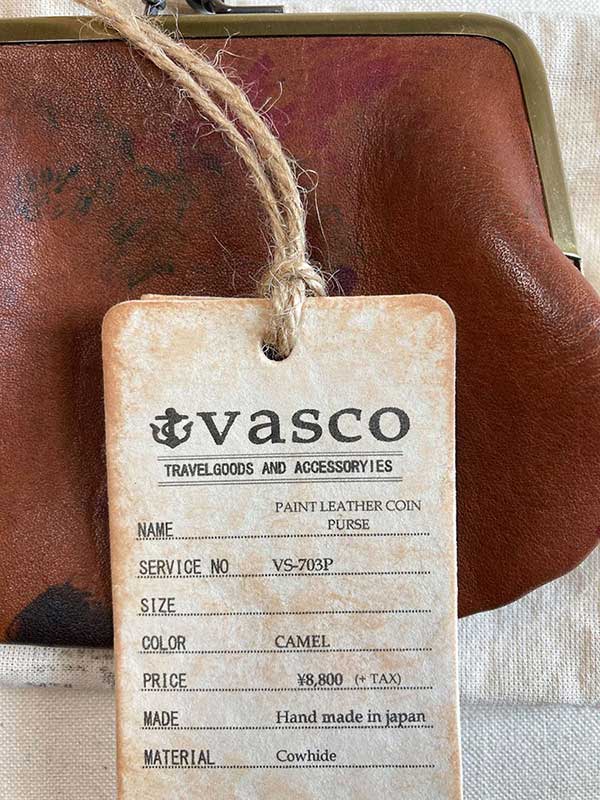 vasco
TRAVELGOODS AND ACCESSORYIES
NAME PAINT LEATHER COIN PURSE
SERVICE NO VS-703P
SIZE
COLOR CAMEL
PRICE ¥8,800 (+ TAX)
MADE Hand made in japan
MATERIAL Cowhide